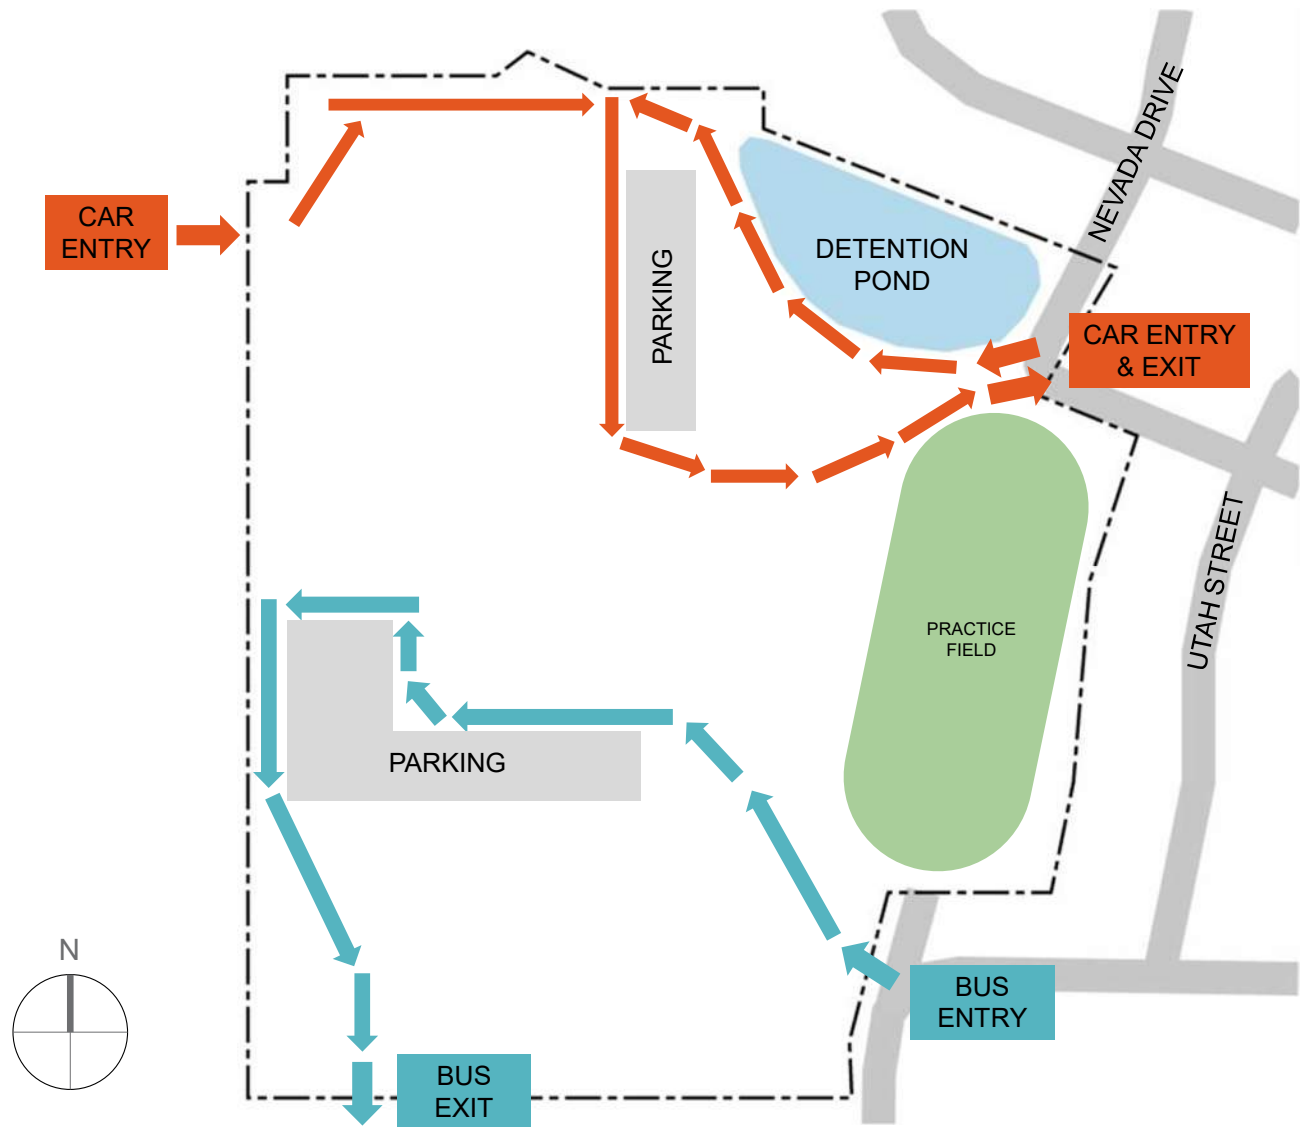 NEVADA DRIVE
CAR
ENTRY
DETENTION
POND
PARKING
CAR ENTRY
& EXIT
UTAH STREET
PRACTICE
FIELD
PARKING
N
BUS
ENTRY
BUS
EXIT